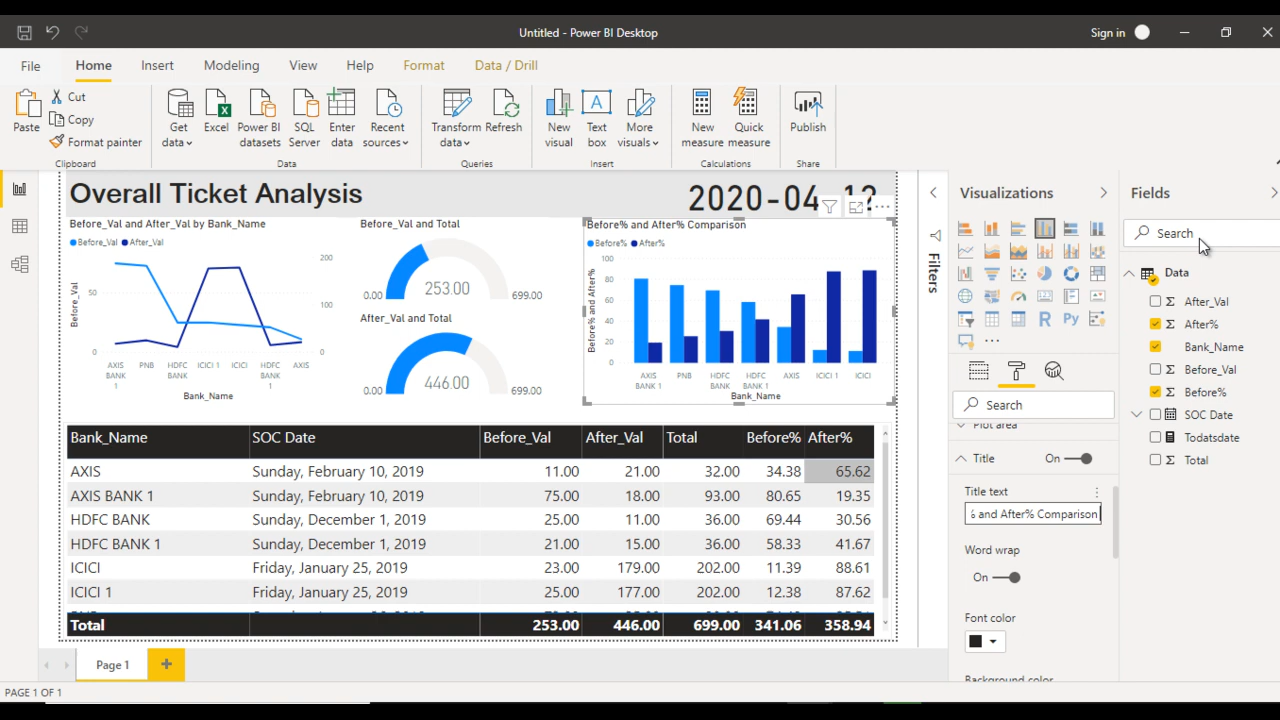 Untitled - Power BI Desktop
Sign in
File Home Insert Modeling View Help Format Data / Drill
Paste
Cut
Copy
Format painter
Get data
Excel
Power BI datasets
SQL Server
Enter data
Recent sources
Transform data
Refresh
New visual
Text box
More visuals
New measure
Quick measure
Publish
Clipboard Data Queries Insert Calculations Share
Overall Ticket Analysis
2020-04-12
Before_Val and After_Val by Bank_Name
Before_Val After_Val
Before_Val
50
0
200
100
0
AXIS BANK 1
PNB
HDFC BANK
ICICI 1
ICICI
HDFC BANK 1
AXIS
Bank_Name
Before_Val and Total
253.00
0.00 699.00
After_Val and Total
446.00
0.00 699.00
Before% and After% Comparison
Before% After%
Before% and After%
100
80
60
40
20
0
AXIS BANK 1
PNB
HDFC BANK
HDFC BANK 1
AXIS
ICICI 1
ICICI
Bank_Name
Bank_Name SOC Date Before_Val After_Val Total Before% After%
AXIS Sunday, February 10, 2019 11.00 21.00 32.00 34.38 65.62
AXIS BANK 1 Sunday, February 10, 2019 75.00 18.00 93.00 80.65 19.35
HDFC BANK Sunday, December 1, 2019 25.00 11.00 36.00 69.44 30.56
HDFC BANK 1 Sunday, December 1, 2019 21.00 15.00 36.00 58.33 41.67
ICICI Friday, January 25, 2019 23.00 179.00 202.00 11.39 88.61
ICICI 1 Friday, January 25, 2019 25.00 177.00 202.00 12.38 87.62
Total 253.00 446.00 699.00 341.06 358.94
Filters
Visualizations
R
Py
Search
Plot area
Title On
Title text
and After% Comparison
Word wrap
On
Font color
Background color
Fields
Search
Data
After_Val
After%
Bank_Name
Before_Val
Before%
SOC Date
Todatsdate
Total
Page 1
PAGE 1 OF 1